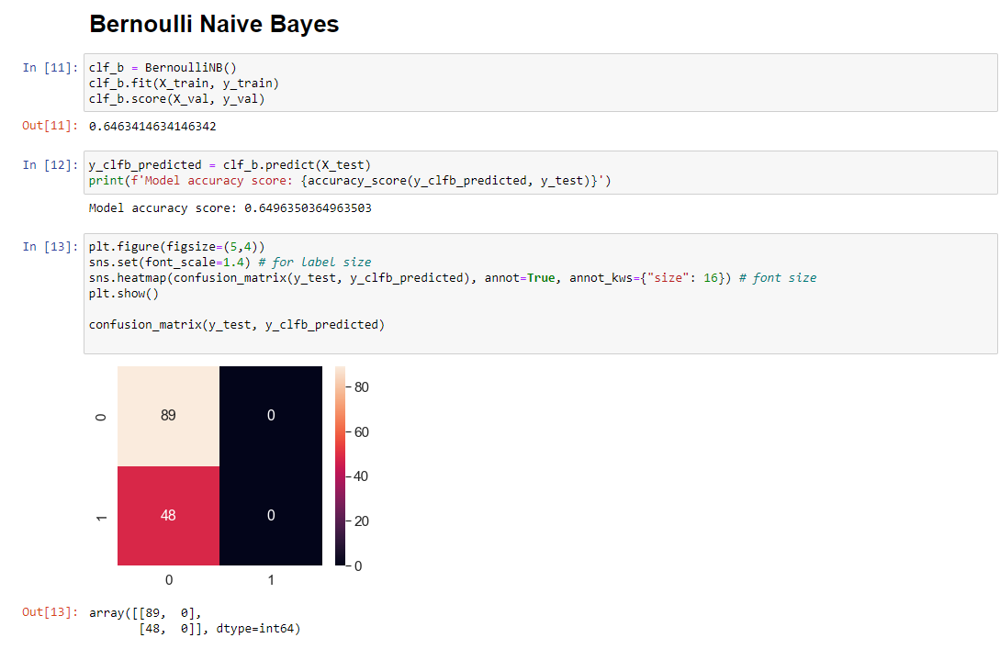 Bernoulli Naive Bayes
In [11]: clf_b = BernoulliNB()
clf_b.fit(X_train, y_train)
clf_b.score(X_val, y_val)
Out[11]: 0.6463414634146342
In [12]: y_clfb_predicted = clf_b.predict(X_test)
print(f'Model accuracy score: {accuracy_score(y_clfb_predicted, y_test)}')
Model accuracy score: 0.6496350364963503
In [13]: plt.figure(figsize=(5,4))
sns.set(font_scale=1.4) # for label size
sns.heatmap(confusion_matrix(y_test, y_clfb_predicted), annot=True, annot_kws={"size": 16}) # font size
plt.show()
confusion_matrix(y_test, y_clfb_predicted)
80
0 89 0
60
40
1 48 0
20
0
0 1
Out[13]: array([[89, 0],
[48, 0]], dtype=int64)